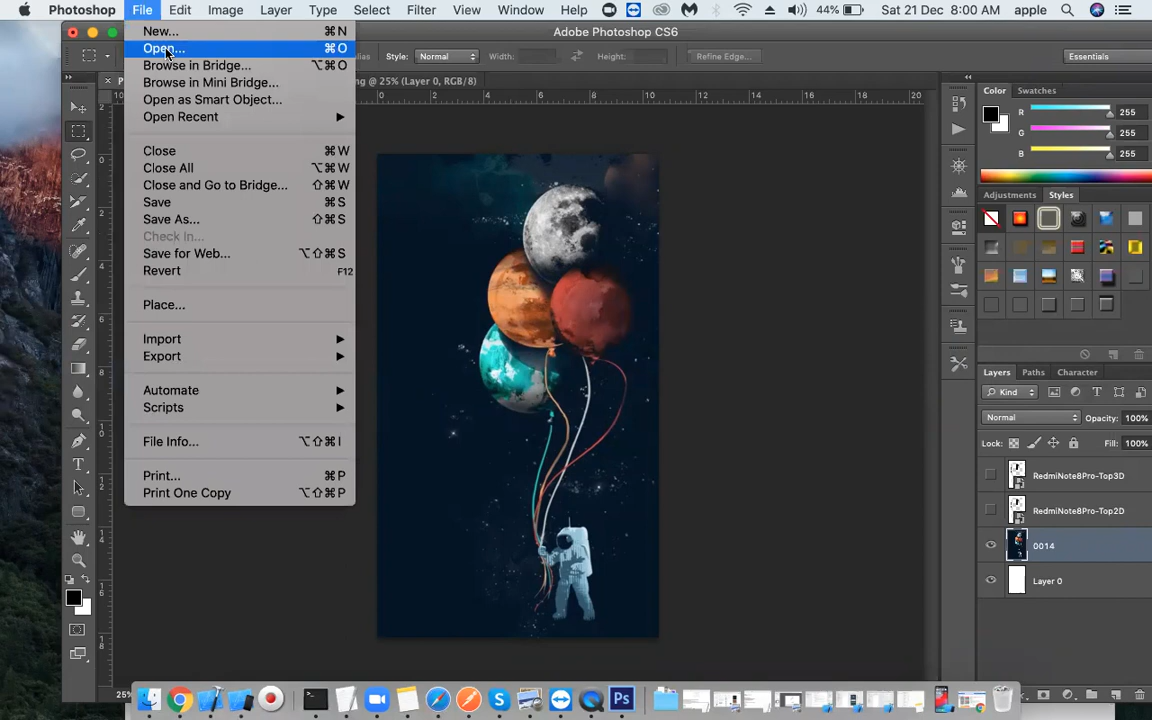 Photoshop File Edit Image Layer Type Select Filter View Window Help 44% Sat 21 Dec 8:00 AM apple
Adobe Photoshop CS6
Style: Normal Width: Height: Refine Edge... Essentials
ng @ 25% (Layer 0, RGB/8)
New... ⌘N
Open... ⌘O
Browse in Bridge... ⌥⌘O
Browse in Mini Bridge...
Open as Smart Object...
Open Recent
Close ⌘W
Close All ⌥⌘W
Close and Go to Bridge... ⇧⌘W
Save ⌘S
Save As... ⇧⌘S
Check In...
Save for Web... ⌥⇧⌘S
Revert F12
Place...
Import
Export
Automate
Scripts
File Info... ⌥⇧⌘I
Print... ⌘P
Print One Copy ⌥⇧⌘P
0 2 4 6 8 10 12 14 16 18 20
Color Swatches
R 255
G 255
B 255
Adjustments Styles
Layers Paths Character
Kind
Normal Opacity: 100%
Lock: Fill: 100%
RedmiNote8Pro-Top3D
RedmiNote8Pro-Top2D
0014
Layer 0
25%
Ps